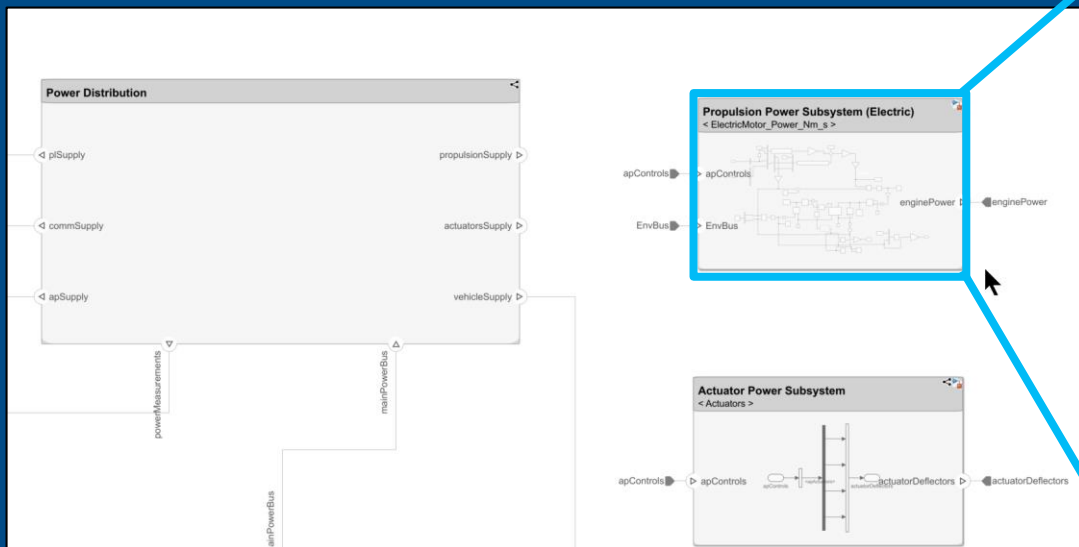 Power Distribution
plSupply
propulsionSupply
commSupply
actuatorsSupply
apSupply
vehicleSupply
powerMeasurements
mainPowerBus
Propulsion Power Subsystem (Electric)
< ElectricMotor_Power_Nm_s >
apControls
apControls
enginePower
enginePower
EnvBus
EnvBus
Actuator Power Subsystem
< Actuators >
apControls
apControls
apControls
actuatorDeflectors
actuatorDeflectors